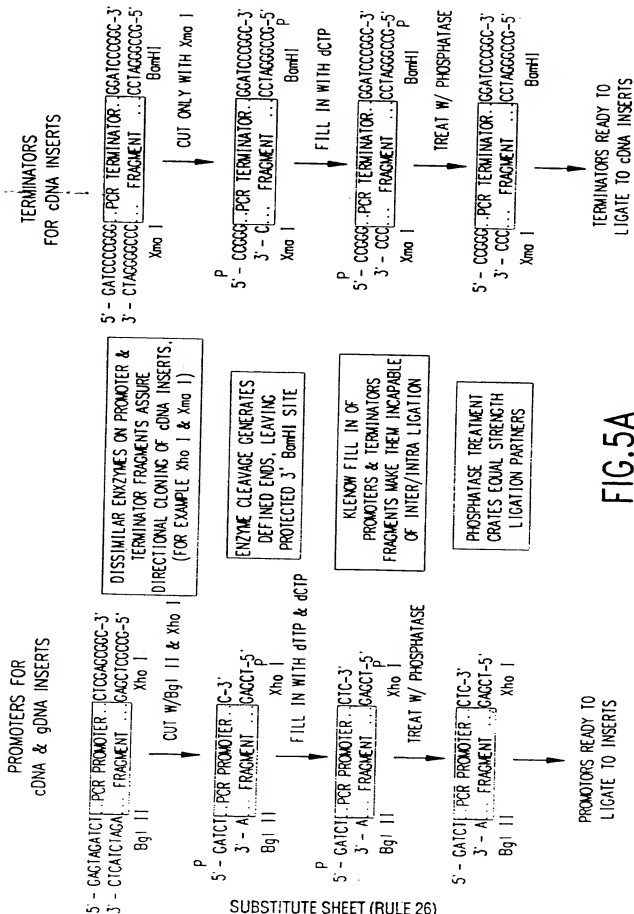 PROMOTERS FOR
cDNA & gDNA INSERTS
5' - GAGTAGATCT...PCR PROMOTER...CTCGAGCGGC-3'
3' - CTCATCTAGA... FRAGMENT ...GAGCTCGCCG-5'
Bgl II
Xho I
CUT W/Bgl II & Xho I
P
5' - GATCT...PCR PROMOTER...C-3'
3' - A... FRAGMENT ...GAGCT-5'
P
Bgl II
Xho I
FILL IN WITH dTTP & dCTP
P
5' - GATCT...PCR PROMOTER...CTC-3'
3' - A... FRAGMENT ...GAGCT-5'
P
Bgl II
Xho I
TREAT W/ PHOSPHATASE
5' - GATCT...PCR PROMOTER...CTC-3'
3' - A... FRAGMENT ...GAGCT-5'
Bgl II
Xho I
PROMOTORS READY TO
LIGATE TO INSERTS
DISSIMILAR ENXZYMES ON PROMOTER &
TERMINATOR FRAGMENTS ASSURE
DIRECTIONAL CLONING OF cDNA INSERTS,
(FOR EXAMPLE Xho I & Xma I)
ENZYME CLEAVAGE GENERATES
DEFINED ENDS, LEAVING
PROTECTED 3' BamHI SITE
KLENOW FILL IN OF
PROMOTERS & TERMINATORS
FRAGMENTS MAKE THEM INCAPABLE
OF INTER/INTRA LIGATION
PHOSPHATASE TREATMENT
CRATES EQUAL STRENGTH
LIGATION PARTNERS
TERMINATORS
FOR cDNA INSERTS
5' - GATCCCCGGG...PCR TERMINATOR...GGATCCCGGC-3'
3' - CTAGGGGCCC... FRAGMENT ...CCTAGGGCCG-5'
Xma I
BamHI
CUT ONLY WITH Xma I
P
5' - CCGGG...PCR TERMINATOR...GGATCCCGGC-3'
3' - C... FRAGMENT ...CCTAGGGCCG-5'
P
Xma I
BamHI
FILL IN WITH dCTP
P
5' - CCGGG...PCR TERMINATOR...GGATCCCGGC-3'
3' - CCC... FRAGMENT ...CCTAGGGCCG-5'
P
Xma I
BamHI
TREAT W/ PHOSPHATASE
5' - CCGGG...PCR TERMINATOR...GGATCCCGGC-3'
3' - CCC... FRAGMENT ...CCTAGGGCCG-5'
Xma I
BamHI
TERMINATORS READY TO
LIGATE TO cDNA INSERTS
FIG.5A
SUBSTITUTE SHEET (RULE 26)